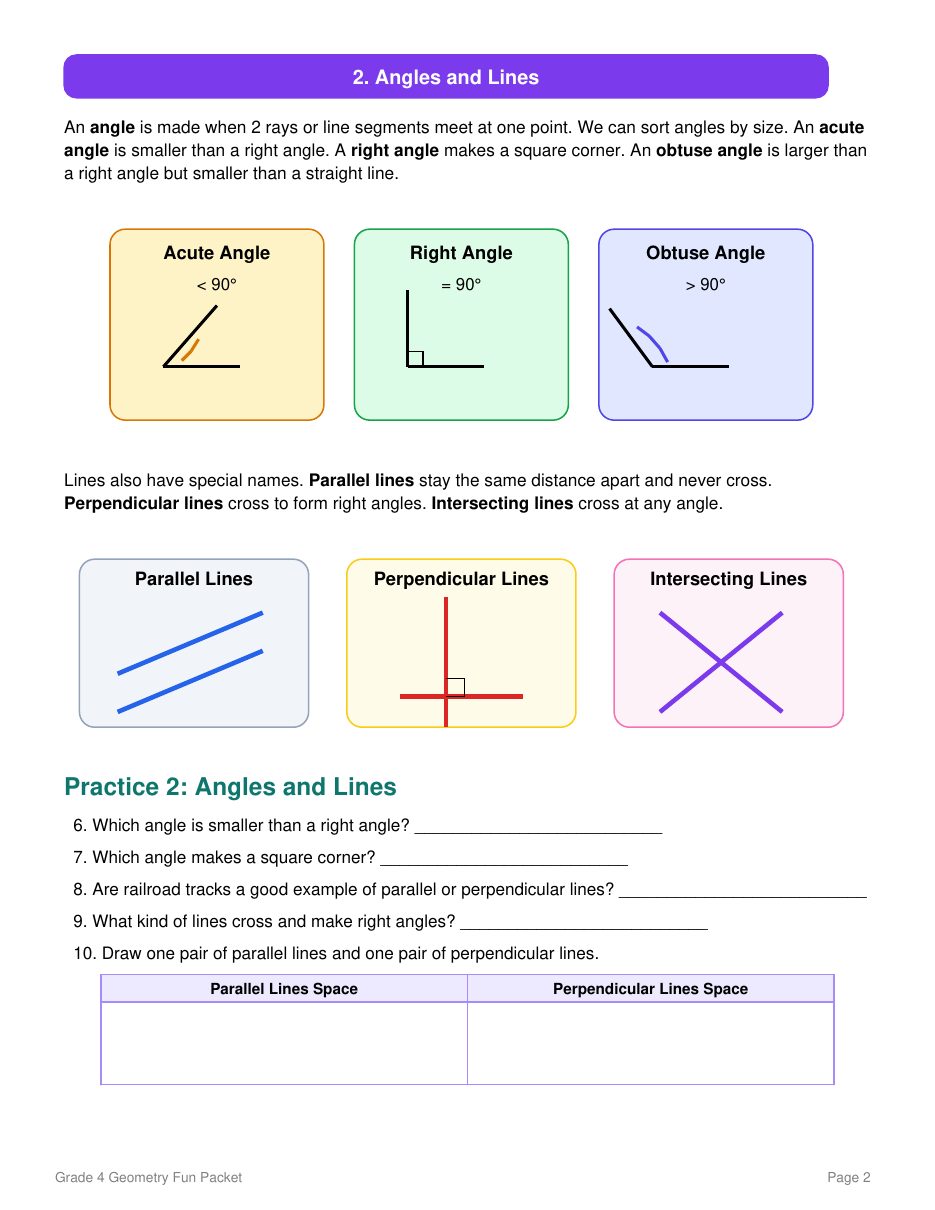 2. Angles and Lines
An angle is made when 2 rays or line segments meet at one point. We can sort angles by size. An acute
angle is smaller than a right angle. A right angle makes a square corner. An obtuse angle is larger than
a right angle but smaller than a straight line.
Acute Angle
< 90°
Right Angle
= 90°
Obtuse Angle
> 90°
Lines also have special names. Parallel lines stay the same distance apart and never cross.
Perpendicular lines cross to form right angles. Intersecting lines cross at any angle.
Parallel Lines
Perpendicular Lines
Intersecting Lines
Practice 2: Angles and Lines
6. Which angle is smaller than a right angle? __________________________
7. Which angle makes a square corner? __________________________
8. Are railroad tracks a good example of parallel or perpendicular lines? __________________________
9. What kind of lines cross and make right angles? __________________________
10. Draw one pair of parallel lines and one pair of perpendicular lines.
Parallel Lines Space
Perpendicular Lines Space
Grade 4 Geometry Fun Packet
Page 2